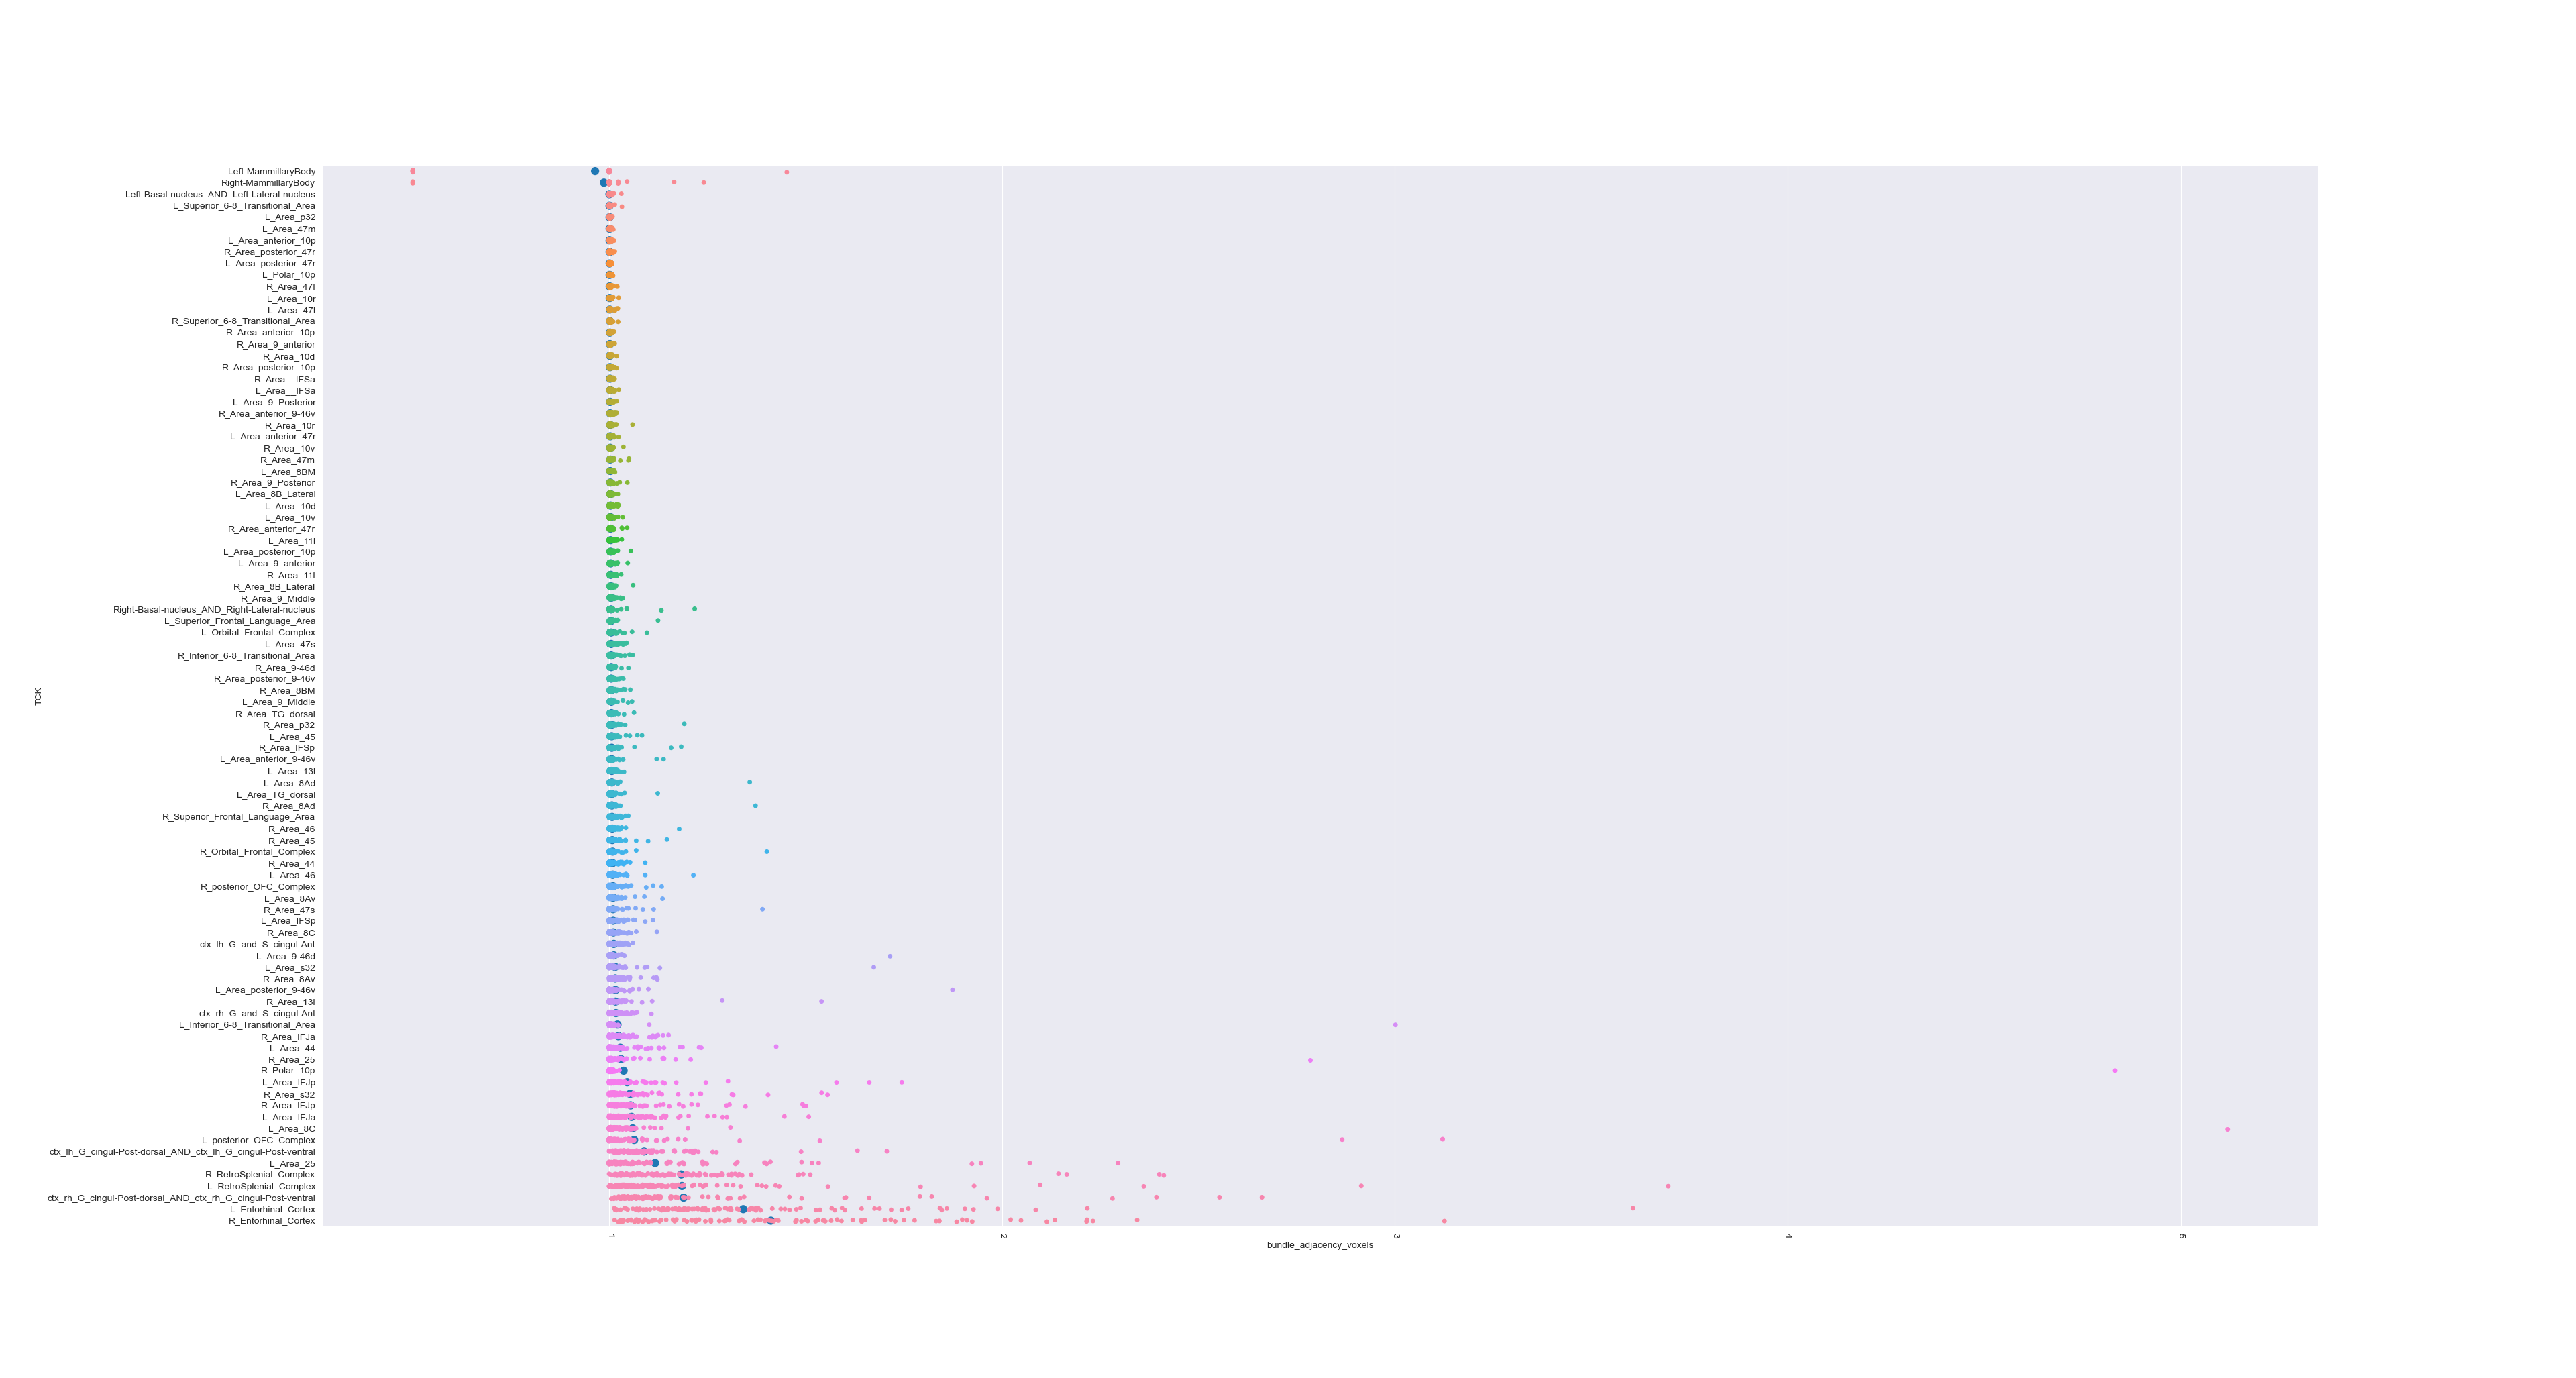 Left-MammillaryBody
Right-MammillaryBody
Left-Basal-nucleus_AND_Left-Lateral-nucleus
L_Superior_6-8_Transitional_Area
L_Area_p32
L_Area_47m
L_Area_anterior_10p
R_Area_posterior_47r
L_Area_posterior_47r
L_Polar_10p
R_Area_47l
L_Area_10r
L_Area_47l
R_Superior_6-8_Transitional_Area
R_Area_anterior_10p
R_Area_9_anterior
R_Area_10d
R_Area_posterior_10p
R_Area__IFSa
L_Area__IFSa
L_Area_9_Posterior
R_Area_anterior_9-46v
R_Area_10r
L_Area_anterior_47r
R_Area_10v
R_Area_47m
L_Area_8BM
R_Area_9_Posterior
L_Area_8B_Lateral
L_Area_10d
L_Area_10v
R_Area_anterior_47r
L_Area_11l
L_Area_posterior_10p
L_Area_9_anterior
R_Area_11l
R_Area_8B_Lateral
R_Area_9_Middle
Right-Basal-nucleus_AND_Right-Lateral-nucleus
L_Superior_Frontal_Language_Area
L_Orbital_Frontal_Complex
L_Area_47s
R_Inferior_6-8_Transitional_Area
R_Area_9-46d
R_Area_posterior_9-46v
R_Area_8BM
L_Area_9_Middle
R_Area_TG_dorsal
R_Area_p32
L_Area_45
R_Area_IFSp
L_Area_anterior_9-46v
L_Area_13l
L_Area_8Ad
L_Area_TG_dorsal
R_Area_8Ad
R_Superior_Frontal_Language_Area
R_Area_46
R_Area_45
R_Orbital_Frontal_Complex
R_Area_44
L_Area_46
R_posterior_OFC_Complex
L_Area_8Av
R_Area_47s
L_Area_IFSp
R_Area_8C
ctx_lh_G_and_S_cingul-Ant
L_Area_9-46d
L_Area_s32
R_Area_8Av
L_Area_posterior_9-46v
R_Area_13l
ctx_rh_G_and_S_cingul-Ant
L_Inferior_6-8_Transitional_Area
R_Area_IFJa
L_Area_44
R_Area_25
R_Polar_10p
L_Area_IFJp
R_Area_s32
R_Area_IFJp
L_Area_IFJa
L_Area_8C
L_posterior_OFC_Complex
ctx_lh_G_cingul-Post-dorsal_AND_ctx_lh_G_cingul-Post-ventral
L_Area_25
R_RetroSplenial_Complex
L_RetroSplenial_Complex
ctx_rh_G_cingul-Post-dorsal_AND_ctx_rh_G_cingul-Post-ventral
L_Entorhinal_Cortex
R_Entorhinal_Cortex
TCK
1 2 3 4 5
bundle_adjacency_voxels